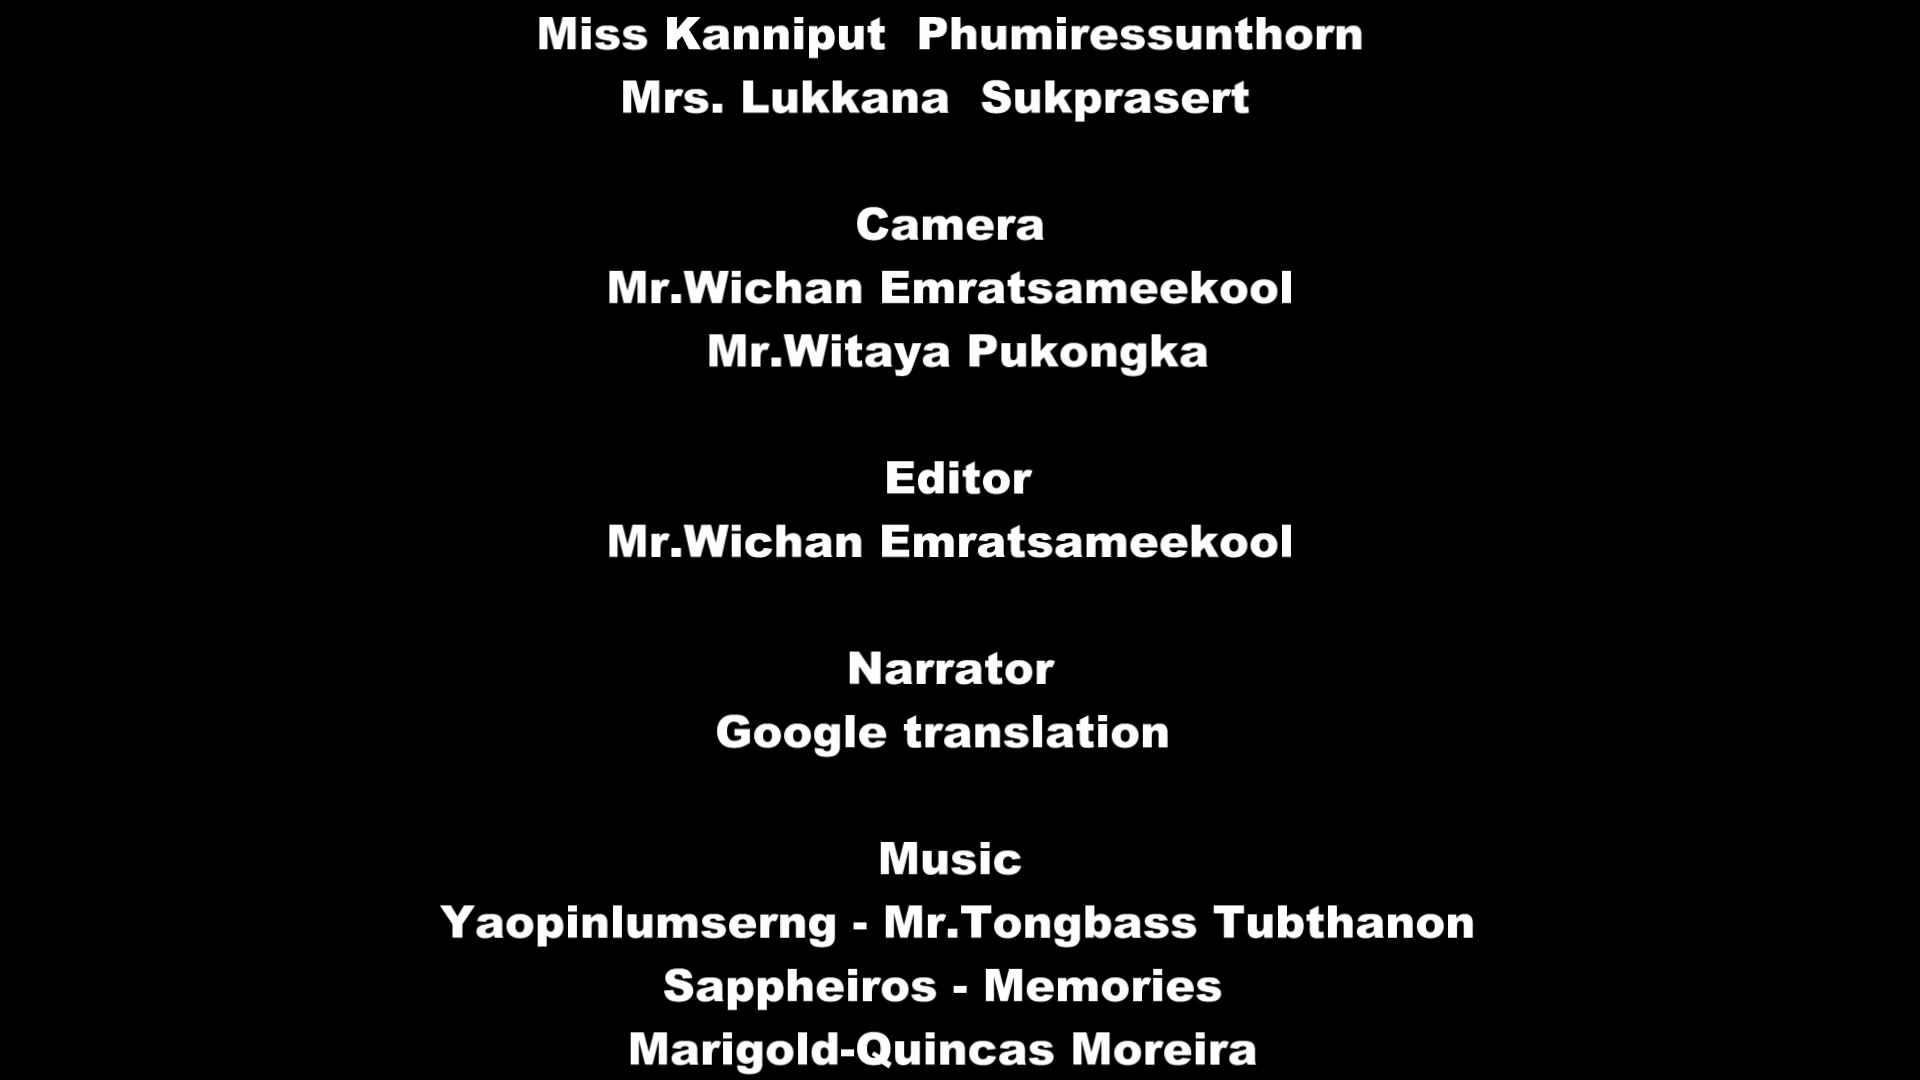 Miss Kanniput  Phumiressunthorn
Mrs. Lukkana  Sukprasert
Camera
Mr.Wichan Emratsameekool
Mr.Witaya Pukongka
Editor
Mr.Wichan Emratsameekool
Narrator
Google translation
Music
Yaopinlumserng - Mr.Tongbass Tubthanon
Sappheiros - Memories
Marigold-Quincas Moreira